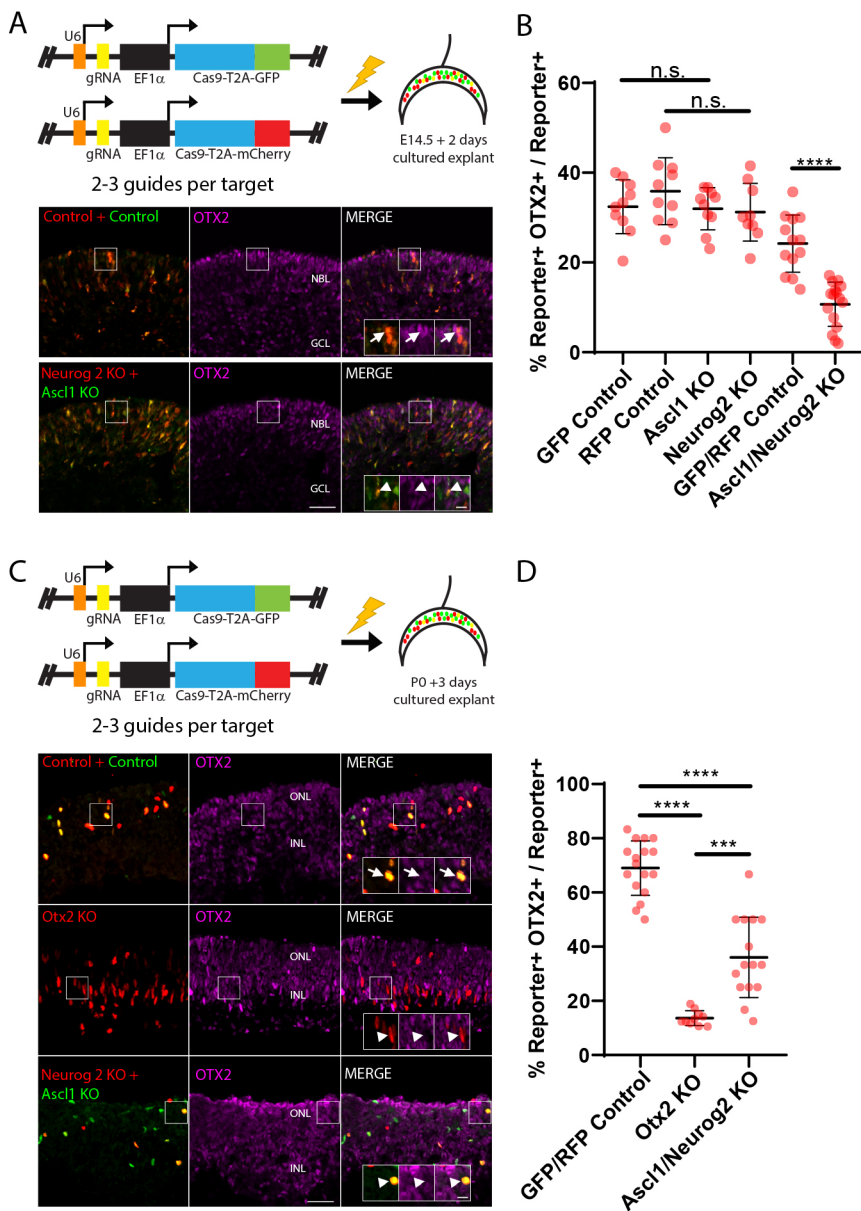 A
U6
gRNA
EF1α
Cas9-T2A-GFP
U6
gRNA
EF1α
Cas9-T2A-mCherry
2-3 guides per target
E14.5 + 2 days
cultured explant
Control + Control
OTX2
MERGE
NBL
GCL
Neurog 2 KO +
Ascl1 KO
OTX2
MERGE
NBL
GCL
B
% Reporter+ OTX2+ / Reporter+
60
40
20
0
n.s.
n.s.
****
GFP Control
RFP Control
Ascl1 KO
Neurog2 KO
GFP/RFP Control
Ascl1/Neurog2 KO
C
U6
gRNA
EF1α
Cas9-T2A-GFP
U6
gRNA
EF1α
Cas9-T2A-mCherry
2-3 guides per target
P0 +3 days
cultured explant
Control + Control
OTX2
MERGE
ONL
INL
Otx2 KO
OTX2
MERGE
ONL
INL
Neurog 2 KO +
Ascl1 KO
OTX2
MERGE
ONL
INL
D
% Reporter+ OTX2+ / Reporter+
100
80
60
40
20
0
****
****
***
GFP/RFP Control
Otx2 KO
Ascl1/Neurog2 KO